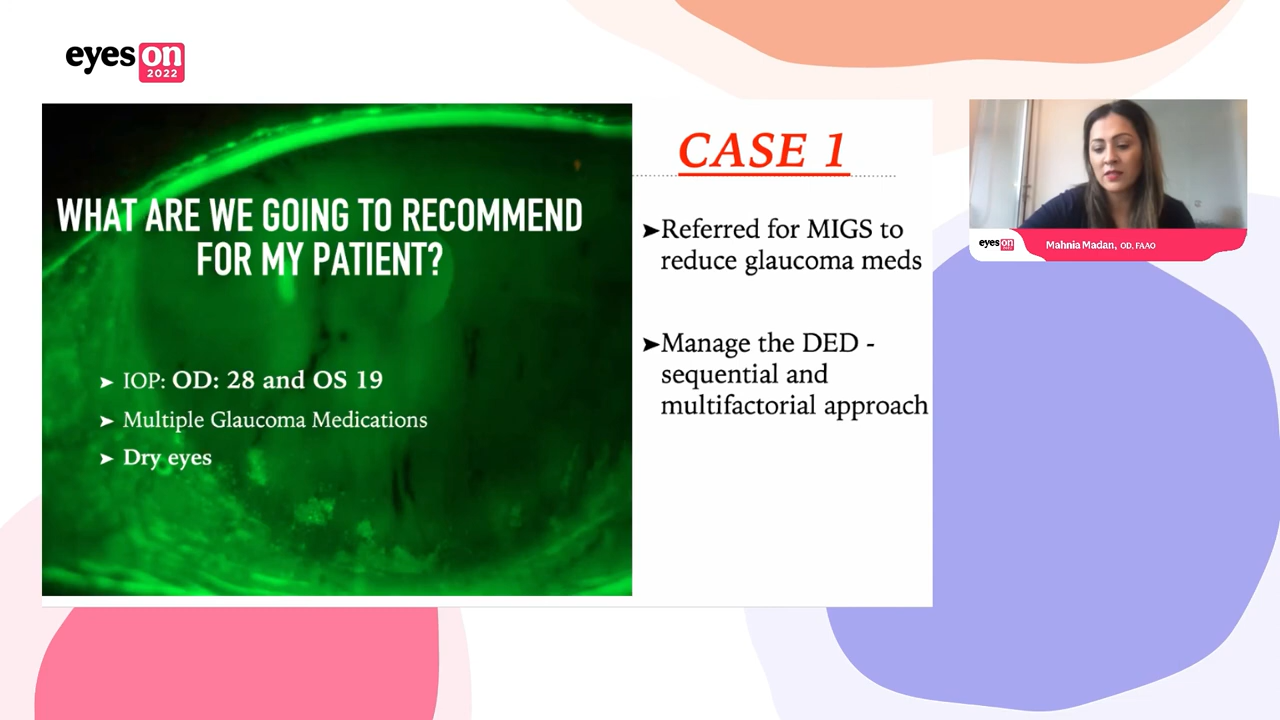 eyes on
2022
WHAT ARE WE GOING TO RECOMMEND
FOR MY PATIENT?
➤ IOP: OD: 28 and OS 19
➤ Multiple Glaucoma Medications
➤ Dry eyes
CASE 1
➤Referred for MIGS to
reduce glaucoma meds
➤Manage the DED -
sequential and
multifactorial approach
eyes on
Mahnia Madan, OD, FAAO